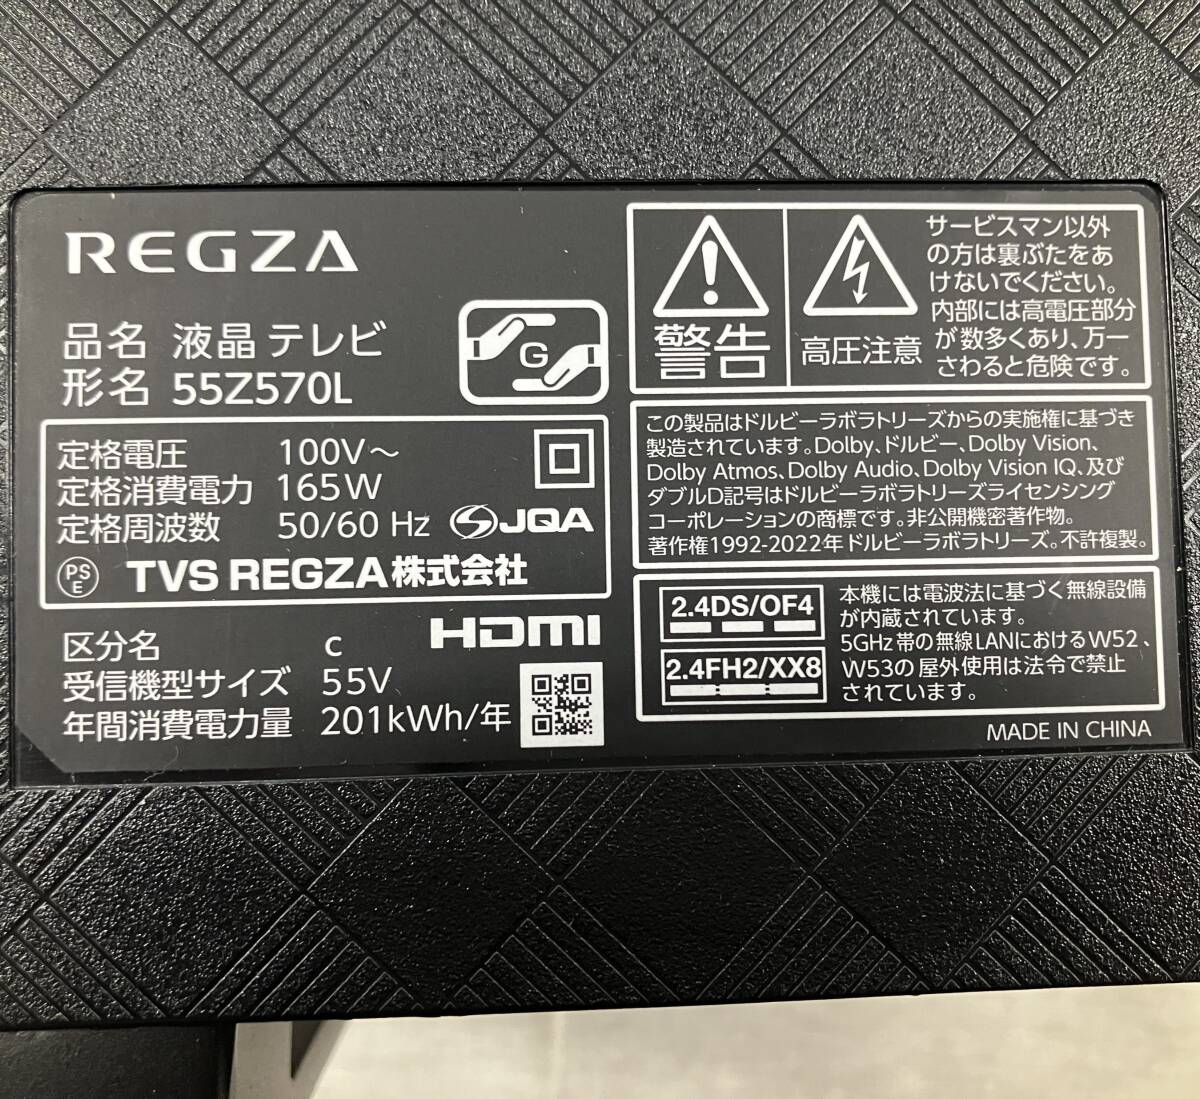 REGZA
品名 液晶テレビ
形名 55Z570L
G
定格電圧 100V～
定格消費電力 165W
定格周波数 50/60 Hz
JQA
PS
E
TVS REGZA株式会社
区分名 c
HDMI
受信機型サイズ 55V
年間消費電力量 201kWh/年
警告
高圧注意
サービスマン以外
の方は裏ぶたをあ
けないでください。
内部には高電圧部分
が数多くあり、万一
さわると危険です。
この製品はドルビーラボラトリーズからの実施権に基づき
製造されています。Dolby、ドルビー、Dolby Vision、
Dolby Atmos、Dolby Audio、Dolby Vision IQ、及び
ダブルD記号はドルビーラボラトリーズライセンシング
コーポレーションの商標です。非公開機密著作物。
著作権1992-2022年ドルビーラボラトリーズ。不許複製。
2.4DS/OF4
2.4FH2/XX8
本機には電波法に基づく無線設備
が内蔵されています。
5GHz帯の無線LANにおけるW52、
W53の屋外使用は法令で禁止
されています。
MADE IN CHINA